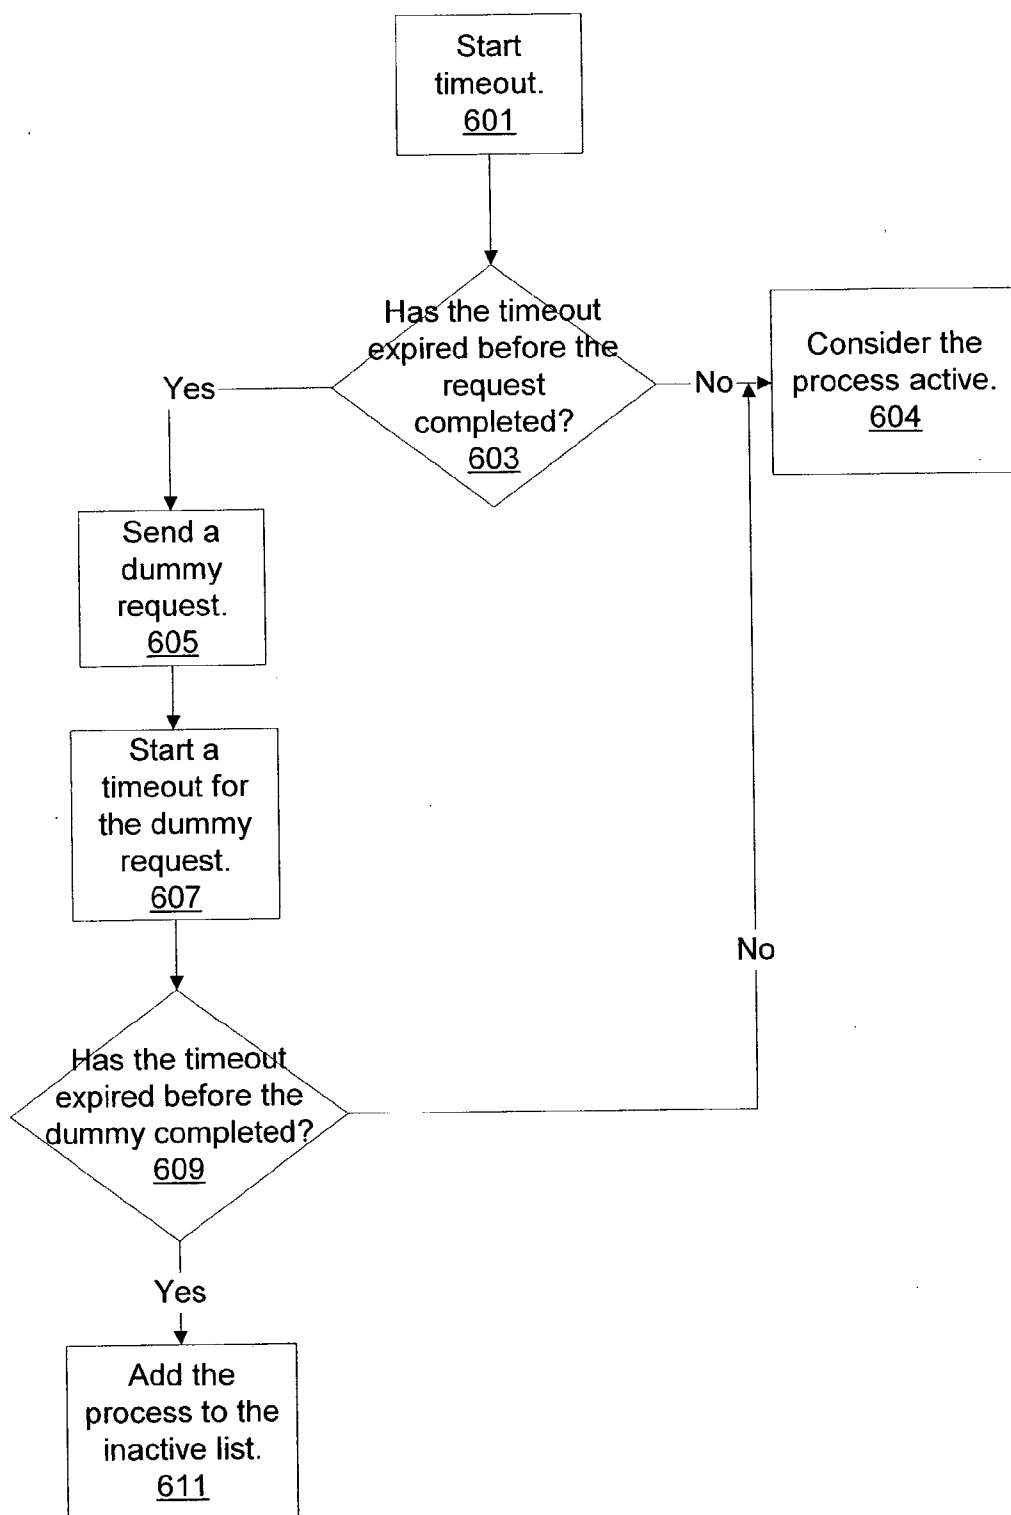 Start
timeout.
601
Has the timeout
expired before the
request
completed?
603
Yes
No
Consider the
process active.
604
Send a
dummy
request.
605
Start a
timeout for
the dummy
request.
607
No
Has the timeout
expired before the
dummy completed?
609
Yes
Add the
process to the
inactive list.
611